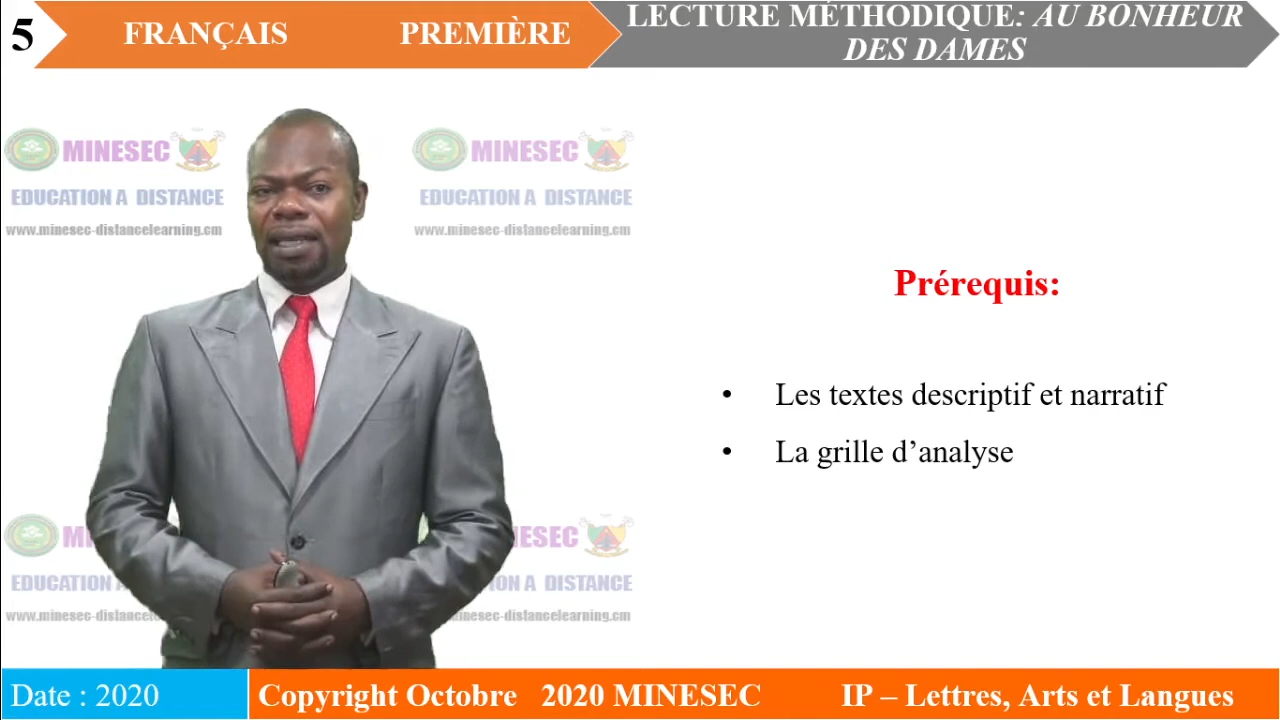 5
FRANÇAIS PREMIÈRE
LECTURE MÉTHODIQUE: AU BONHEUR
DES DAMES
MINESEC
EDUCATION A DISTANCE
www.minesec-distancelearning.cm
MINESEC
EDUCATION A DISTANCE
www.minesec-distancelearning.cm
Prérequis:
• Les textes descriptif et narratif
• La grille d’analyse
Date : 2020
Copyright Octobre 2020 MINESEC
IP – Lettres, Arts et Langues